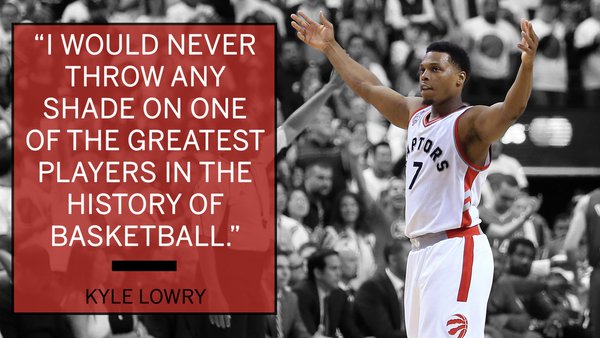 “I WOULD NEVER
THROW ANY
SHADE ON ONE
OF THE GREATEST
PLAYERS IN THE
HISTORY OF
BASKETBALL.”
KYLE LOWRY
RAPTORS
7